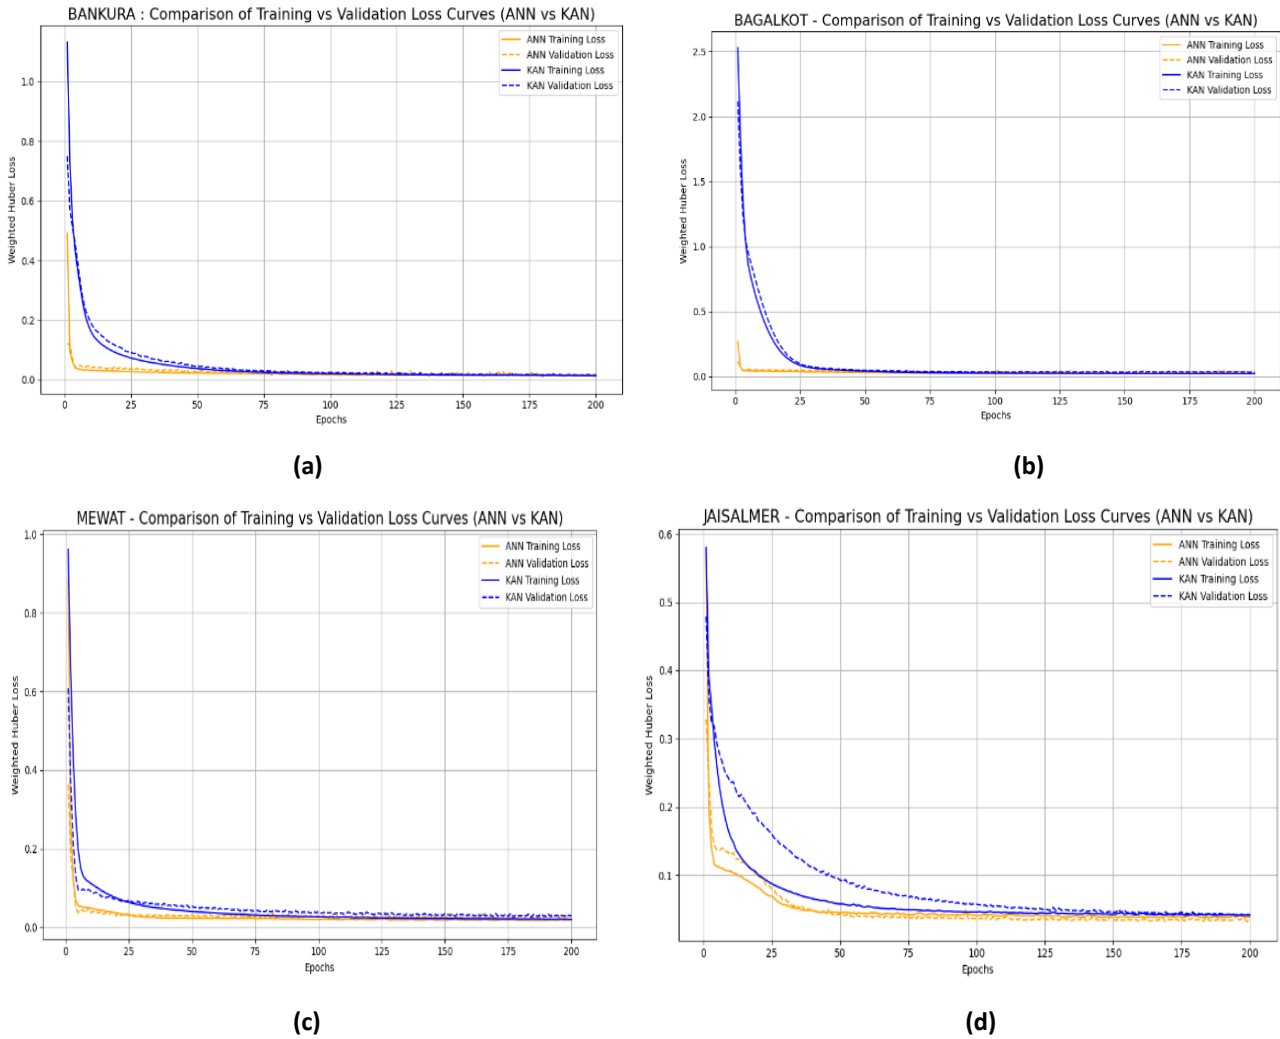 BANKURA : Comparison of Training vs Validation Loss Curves (ANN vs KAN)
ANN Training Loss
ANN Validation Loss
KAN Training Loss
KAN Validation Loss
Weighted Huber Loss
1.0
0.8
0.6
0.4
0.2
0.0
0 25 50 75 100 125 150 175 200
Epochs
(a)
BAGALKOT - Comparison of Training vs Validation Loss Curves (ANN vs KAN)
ANN Training Loss
ANN Validation Loss
KAN Training Loss
KAN Validation Loss
Weighted Huber Loss
2.5
2.0
1.5
1.0
0.5
0.0
0 25 50 75 100 125 150 175 200
Epochs
(b)
MEWAT - Comparison of Training vs Validation Loss Curves (ANN vs KAN)
ANN Training Loss
ANN Validation Loss
KAN Training Loss
KAN Validation Loss
Weighted Huber Loss
1.0
0.8
0.6
0.4
0.2
0.0
0 25 50 75 100 125 150 175 200
Epochs
(c)
JAISALMER - Comparison of Training vs Validation Loss Curves (ANN vs KAN)
ANN Training Loss
ANN Validation Loss
KAN Training Loss
KAN Validation Loss
Weighted Huber Loss
0.6
0.5
0.4
0.3
0.2
0.1
0 25 50 75 100 125 150 175 200
Epochs
(d)